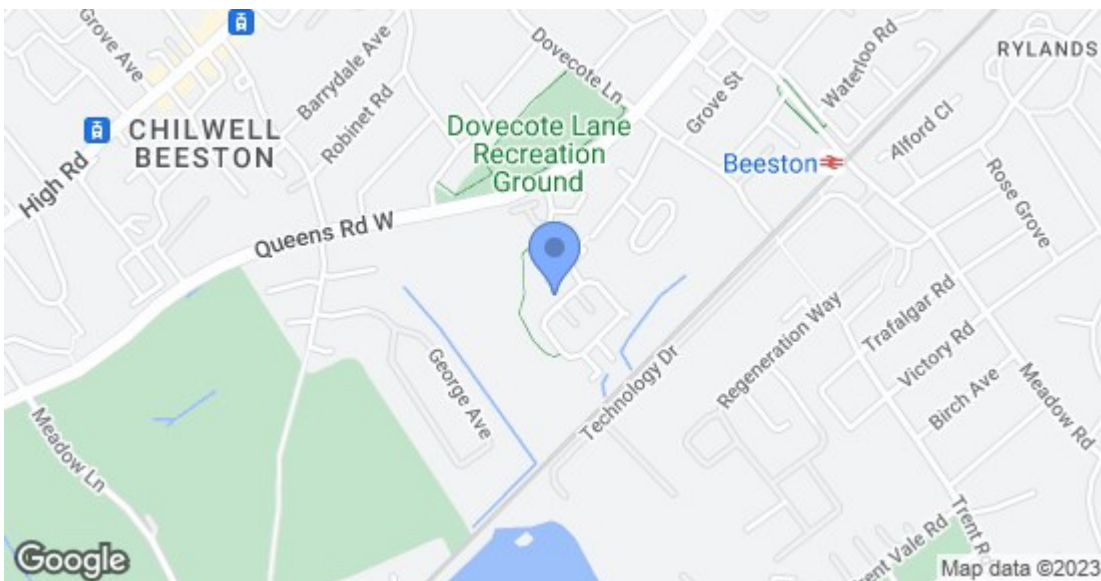 Grove Ave
Barrydale Ave
Dovecote Ln
Waterloo Rd
RYLANDS
CHILWELL
BEESTON
Robinet Rd
Grove St
Alford Cl
High Rd
Dovecote Lane
Recreation
Ground
Beeston
Rose Grove
Queens Rd W
Regeneration Way
Trafalgar Rd
George Ave
Technology Dr
Victory Rd
Birch Ave
Meadow Rd
Meadow Ln
Vale Rd
Google
Map data ©2023